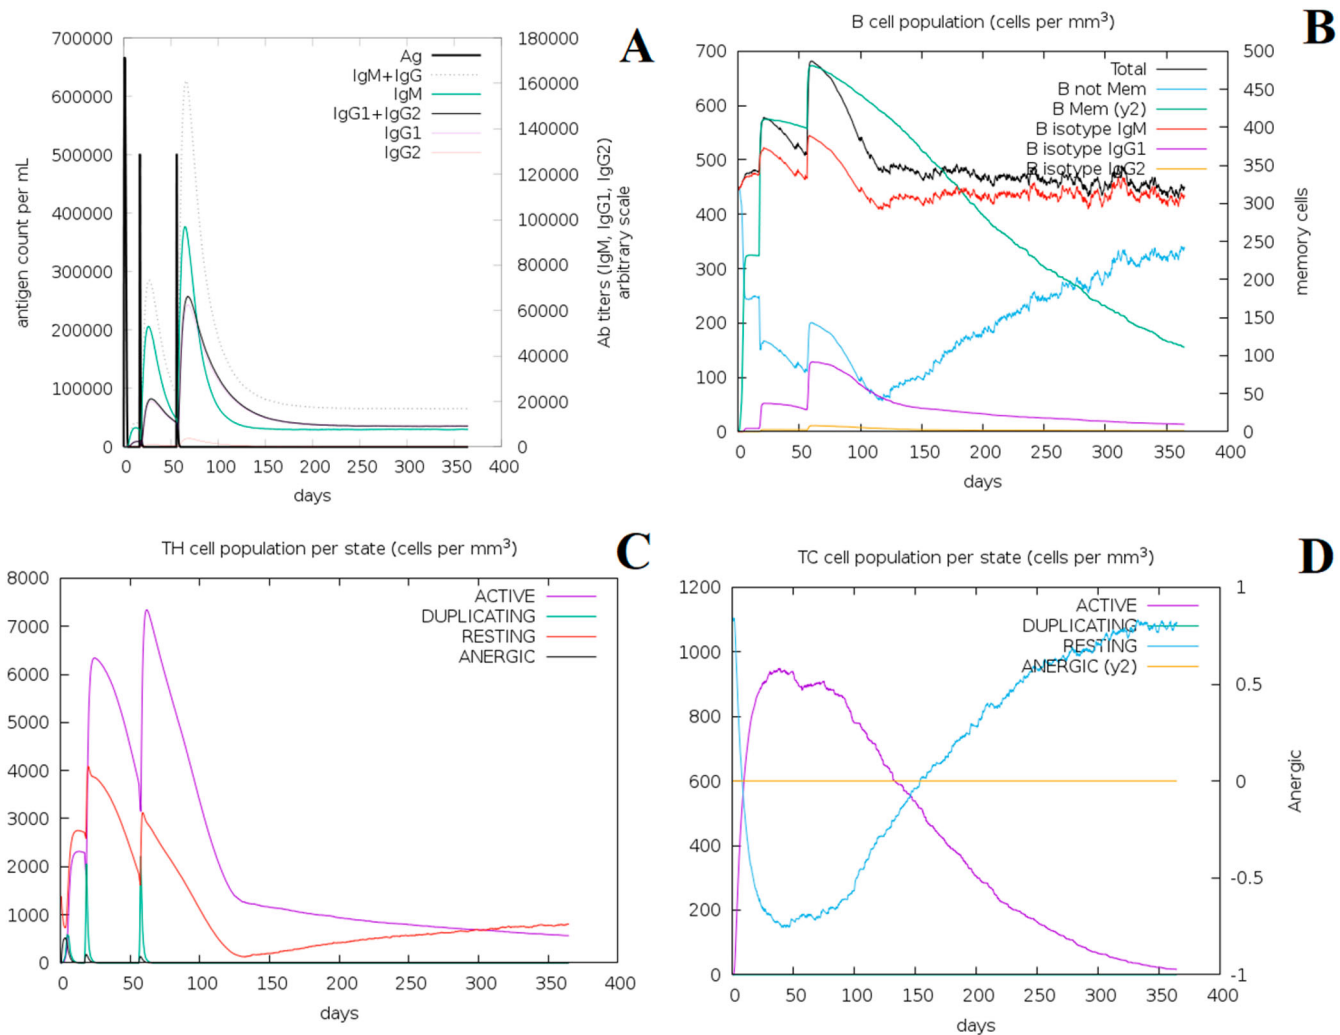 A
700000
600000
500000
400000
300000
200000
100000
0
antigen count per mL
180000
160000
140000
120000
100000
80000
60000
40000
20000
0
Ab titers (IgM, IgG1, IgG2)
arbitrary scale
Ag
IgM+IgG
IgM
IgG1+IgG2
IgG1
IgG2
0 50 100 150 200 250 300 350 400
days
B cell population (cells per mm³)
B
700
600
500
400
300
200
100
0
500
450
400
350
300
250
200
150
100
50
0
memory cells
Total
B not Mem
B Mem (y2)
B isotype IgM
B isotype IgG1
B isotype IgG2
0 50 100 150 200 250 300 350 400
days
TH cell population per state (cells per mm³)
C
8000
7000
6000
5000
4000
3000
2000
1000
0
ACTIVE
DUPLICATING
RESTING
ANERGIC
0 50 100 150 200 250 300 350 400
days
TC cell population per state (cells per mm³)
D
1200
1000
800
600
400
200
0
1
0.5
0
-0.5
-1
Anergic
ACTIVE
DUPLICATING
RESTING
ANERGIC (y2)
0 50 100 150 200 250 300 350 400
days